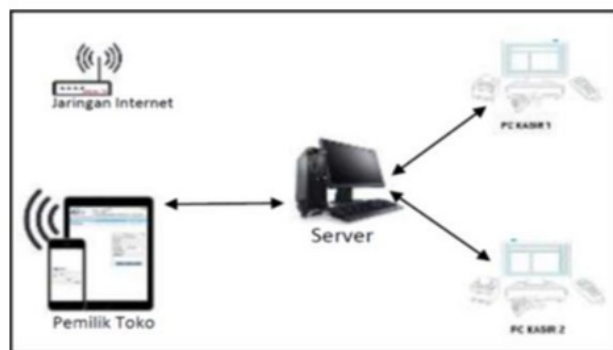 Jaringan Internet
PC KASIR 1
Server
Pemilik Toko
PC KASIR 2